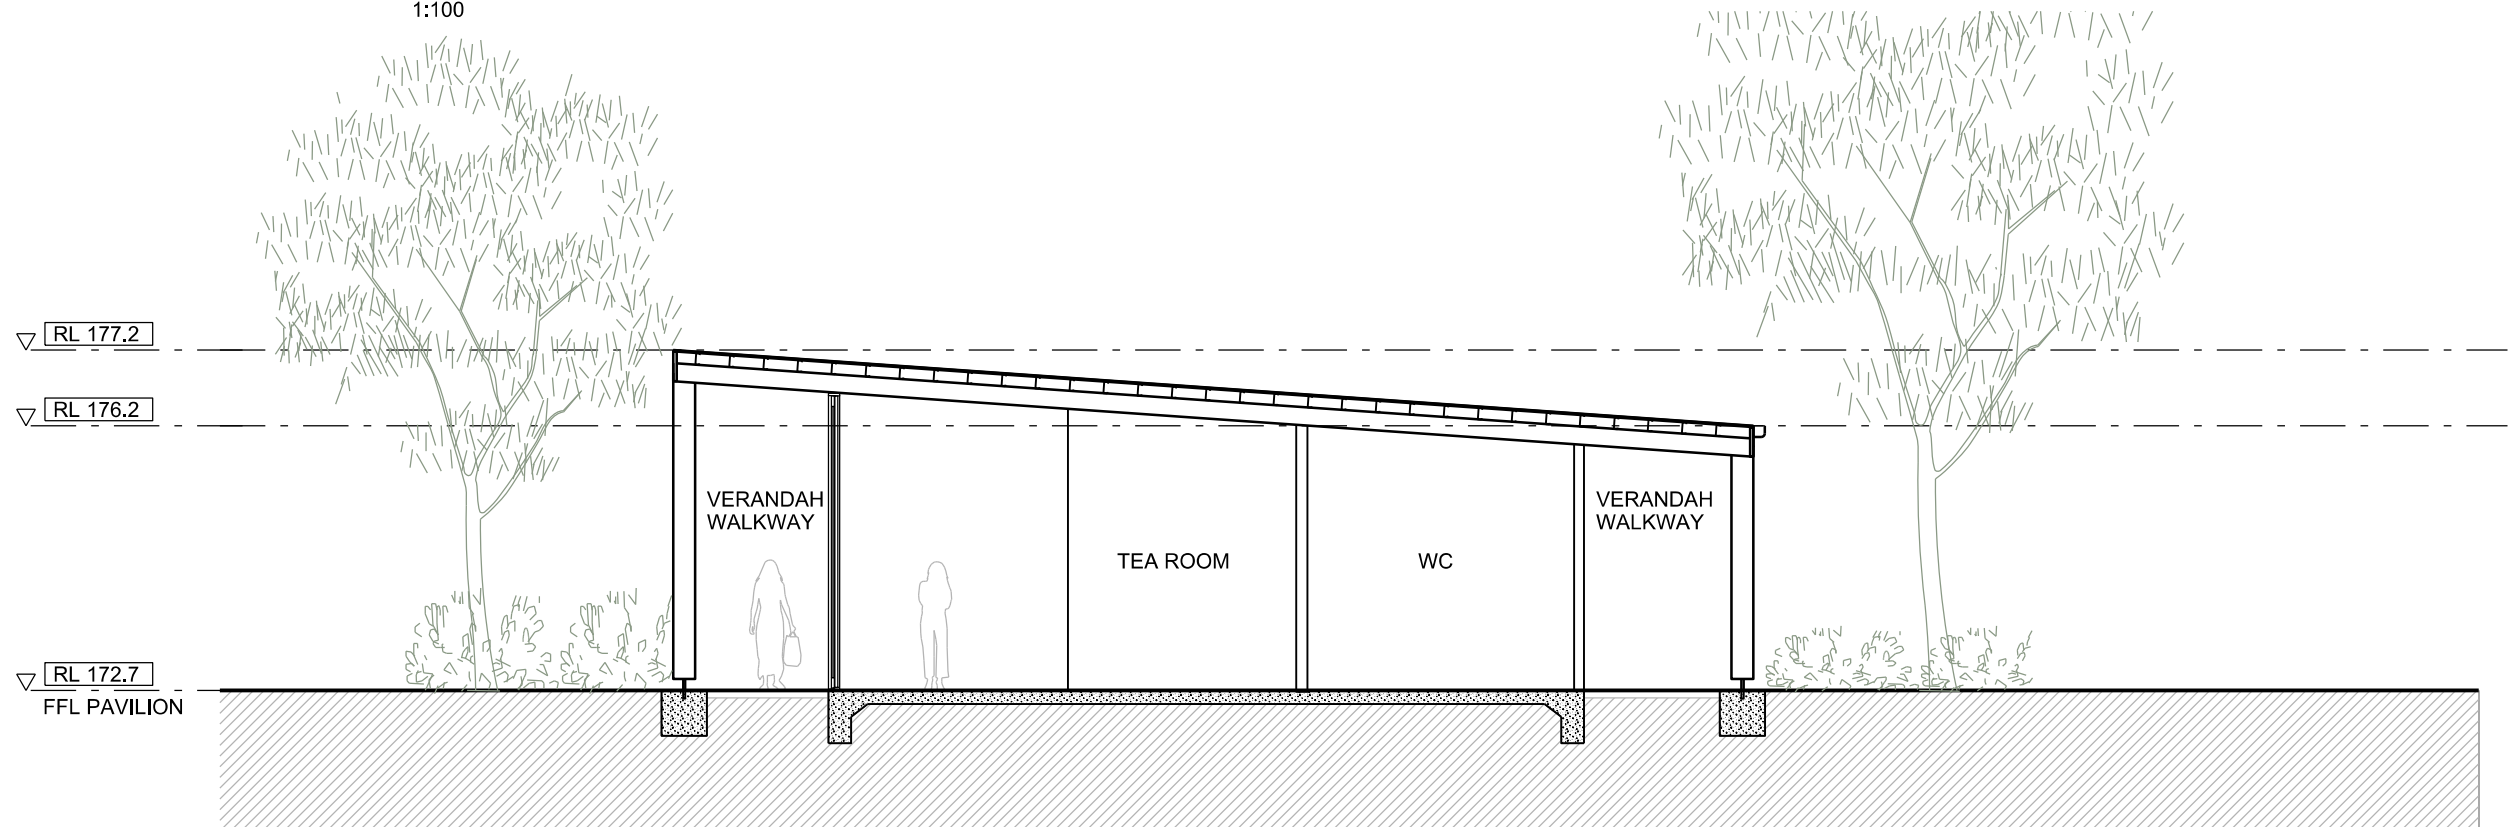 1:100
RL 177.2
RL 176.2
VERANDAH
WALKWAY
VERANDAH
WALKWAY
TEA ROOM
WC
RL 172.7
FFL PAVILION